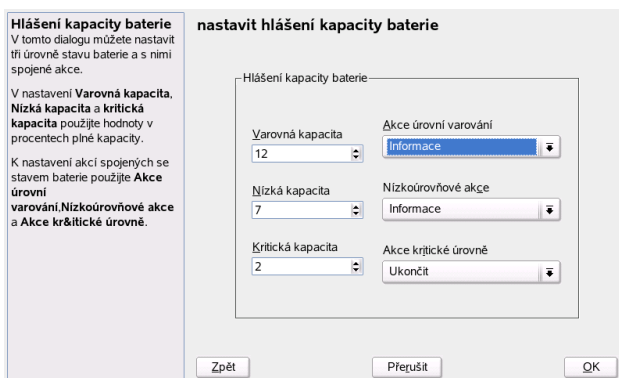 Hlášení kapacity baterie
V tomto dialogu můžete nastavit
tři úrovně stavu baterie a s nimi
spojené akce.
V nastavení Varovná kapacita,
Nízká kapacita a kritická
kapacita použijte hodnoty v
procentech plné kapacity.
K nastavení akcí spojených se
stavem baterie použijte Akce
úrovní
varování,Nízkoúrovňové akce
a Akce kr&itické úrovně.
nastavit hlášení kapacity baterie
Hlášení kapacity baterie
Varovná kapacita
12
Akce úrovní varování
Informace
Nízká kapacita
7
Nízkoúrovňové akce
Informace
Kritická kapacita
2
Akce kritické úrovně
Ukončit
Zpět
Přerušit
OK